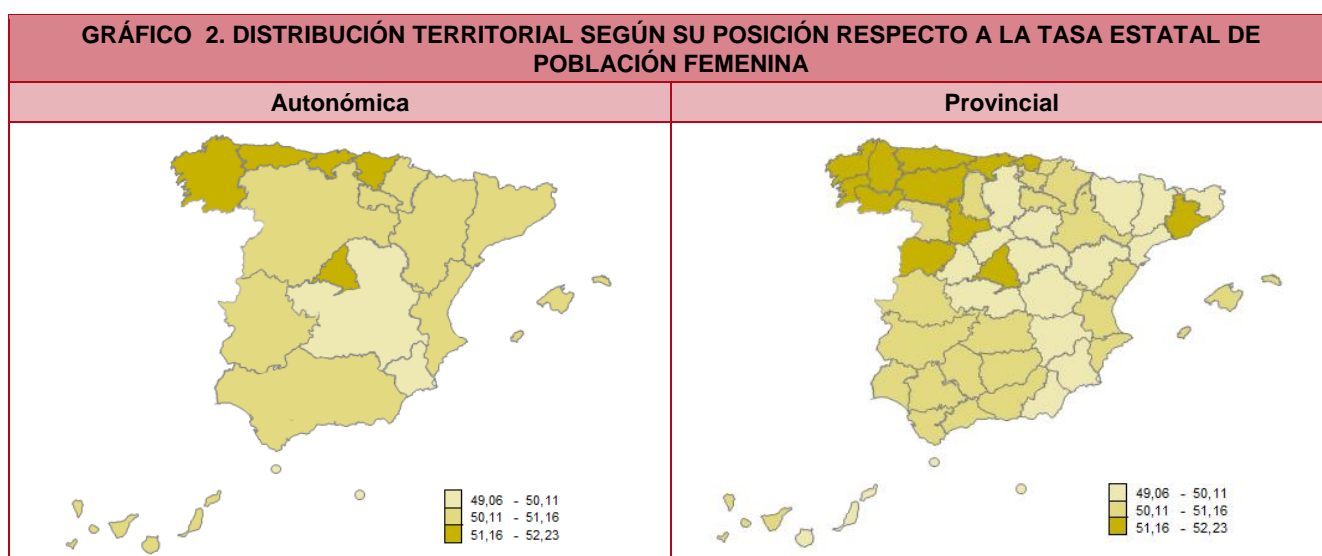 GRÁFICO 2. DISTRIBUCIÓN TERRITORIAL SEGÚN SU POSICIÓN RESPECTO A LA TASA ESTATAL DE
POBLACIÓN FEMENINA
Autonómica
Provincial
49,06 - 50,11
50,11 - 51,16
51,16 - 52,23
49,06 - 50,11
50,11 - 51,16
51,16 - 52,23